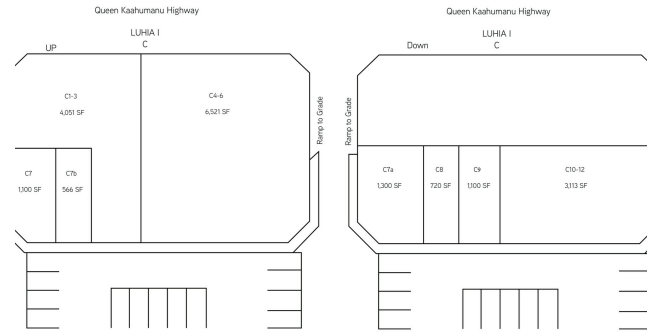 Queen Kaahumanu Highway
LUHIA I
UP
C
C1-3
4,051 SF
C4-6
6,521 SF
Ramp to Grade
C7
1,100 SF
C7b
566 SF
Queen Kaahumanu Highway
LUHIA I
Down
C
Ramp to Grade
C7a
1,300 SF
C8
720 SF
C9
1,100 SF
C10-12
3,113 SF